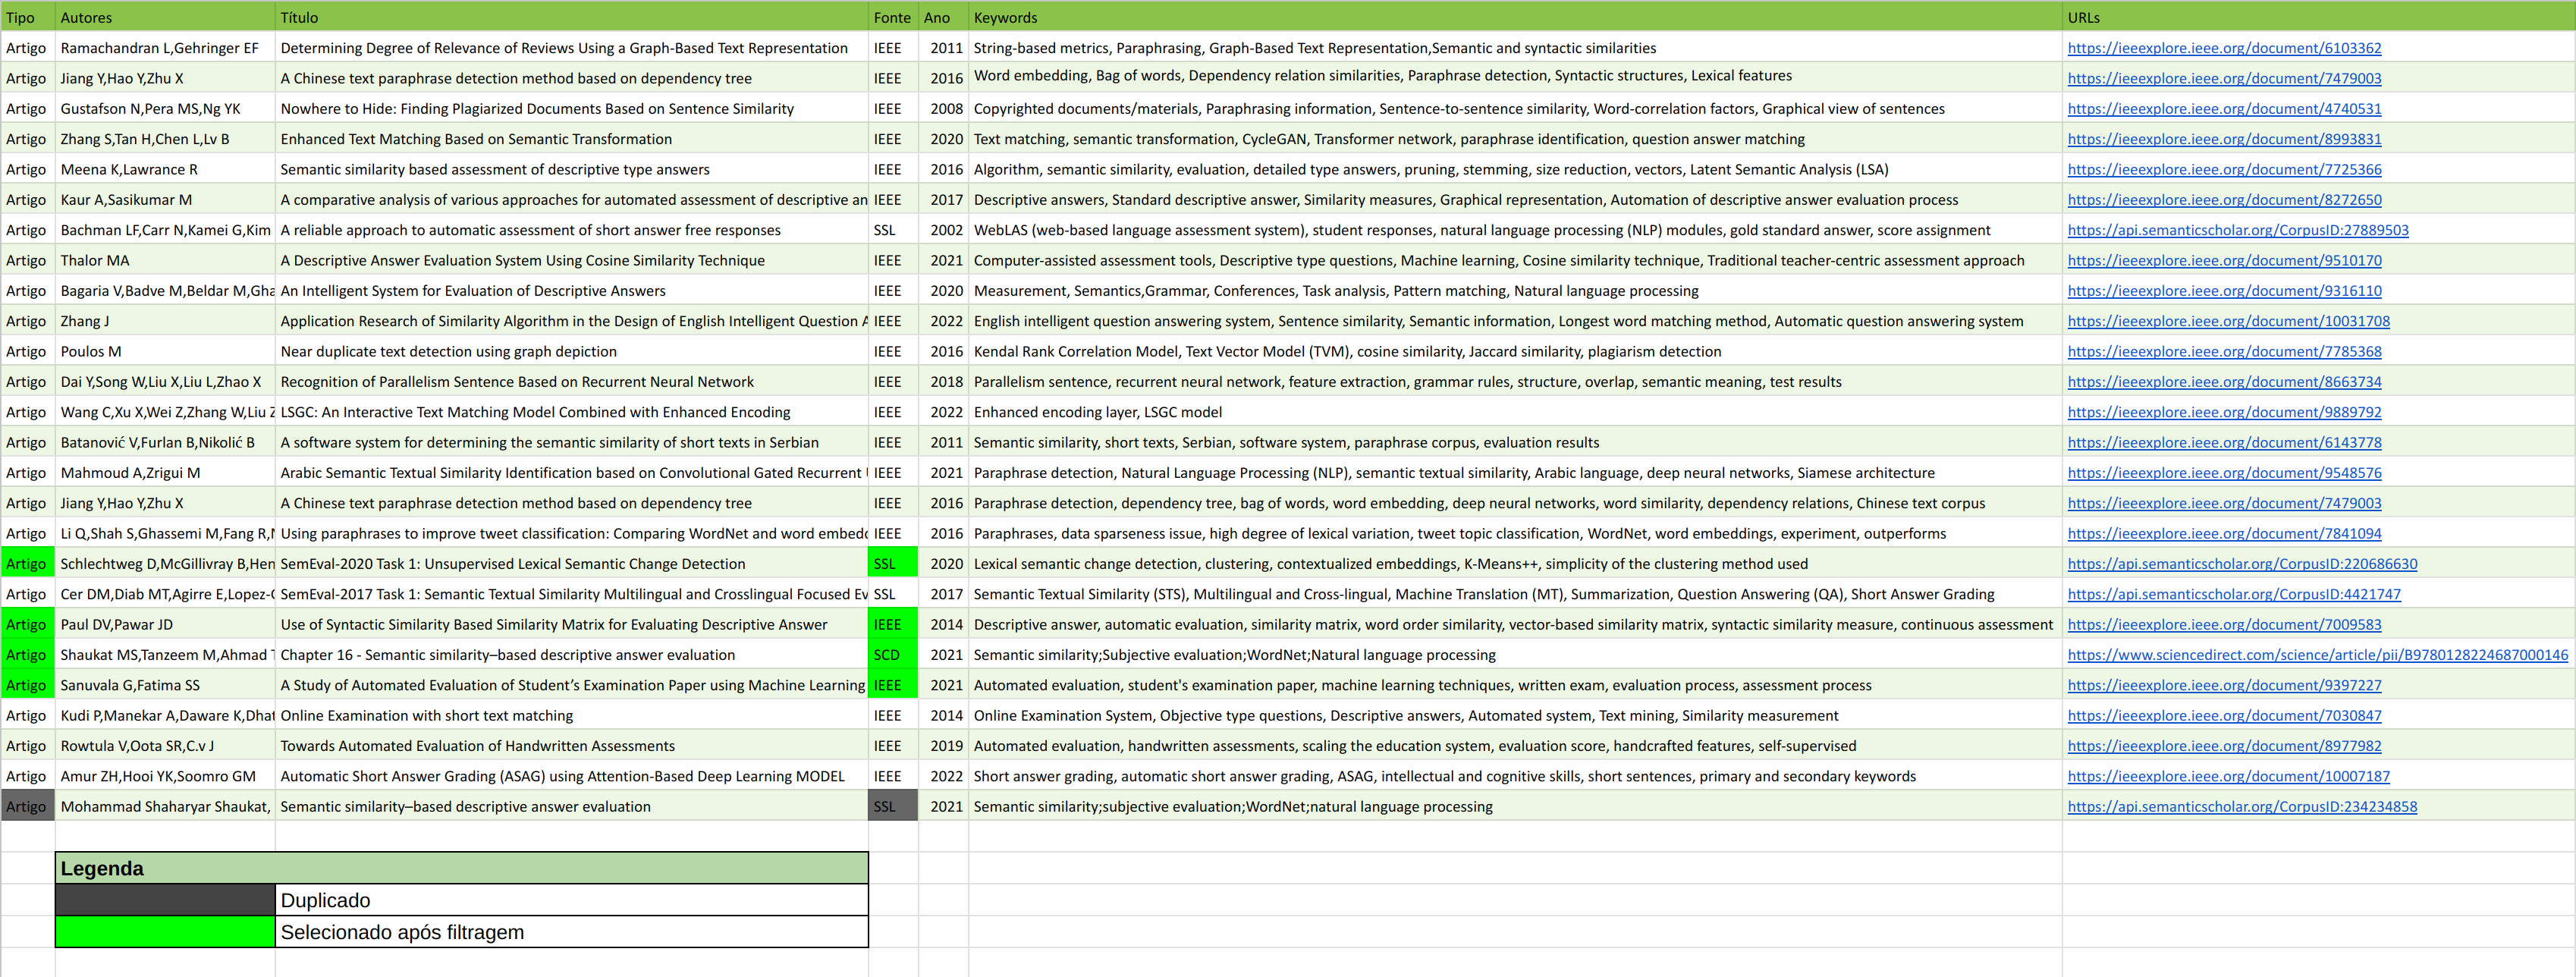 Tipo Autores Título Fonte Ano Keywords URLs
Artigo Ramachandran L,Gehringer EF Determining Degree of Relevance of Reviews Using a Graph-Based Text Representation IEEE 2011 String-based metrics, Paraphrasing, Graph-Based Text Representation,Semantic and syntactic similarities https://ieeexplore.ieee.org/document/6103362
Artigo Jiang Y,Hao Y,Zhu X A Chinese text paraphrase detection method based on dependency tree IEEE 2016 Word embedding, Bag of words, Dependency relation similarities, Paraphrase detection, Syntactic structures, Lexical features https://ieeexplore.ieee.org/document/7479003
Artigo Gustafson N,Pera MS,Ng YK Nowhere to Hide: Finding Plagiarized Documents Based on Sentence Similarity IEEE 2008 Copyrighted documents/materials, Paraphrasing information, Sentence-to-sentence similarity, Word-correlation factors, Graphical view of sentences https://ieeexplore.ieee.org/document/4740531
Artigo Zhang S,Tan H,Chen L,Lv B Enhanced Text Matching Based on Semantic Transformation IEEE 2020 Text matching, semantic transformation, CycleGAN, Transformer network, paraphrase identification, question answer matching https://ieeexplore.ieee.org/document/8993831
Artigo Meena K,Lawrance R Semantic similarity based assessment of descriptive type answers IEEE 2016 Algorithm, semantic similarity, evaluation, detailed type answers, pruning, stemming, size reduction, vectors, Latent Semantic Analysis (LSA) https://ieeexplore.ieee.org/document/7725366
Artigo Kaur A,Sasikumar M A comparative analysis of various approaches for automated assessment of descriptive an IEEE 2017 Descriptive answers, Standard descriptive answer, Similarity measures, Graphical representation, Automation of descriptive answer evaluation process https://ieeexplore.ieee.org/document/8272650
Artigo Bachman LF,Carr N,Kamei G,Kim A reliable approach to automatic assessment of short answer free responses SSL 2002 WebLAS (web-based language assessment system), student responses, natural language processing (NLP) modules, gold standard answer, score assignment https://api.semanticscholar.org/CorpusID:27889503
Artigo Thalor MA A Descriptive Answer Evaluation System Using Cosine Similarity Technique IEEE 2021 Computer-assisted assessment tools, Descriptive type questions, Machine learning, Cosine similarity technique, Traditional teacher-centric assessment approach https://ieeexplore.ieee.org/document/9510170
Artigo Bagaria V,Badve M,Beldar M,Gha An Intelligent System for Evaluation of Descriptive Answers IEEE 2020 Measurement, Semantics,Grammar, Conferences, Task analysis, Pattern matching, Natural language processing https://ieeexplore.ieee.org/document/9316110
Artigo Zhang J Application Research of Similarity Algorithm in the Design of English Intelligent Question A IEEE 2022 English intelligent question answering system, Sentence similarity, Semantic information, Longest word matching method, Automatic question answering system https://ieeexplore.ieee.org/document/10031708
Artigo Poulos M Near duplicate text detection using graph depiction IEEE 2016 Kendal Rank Correlation Model, Text Vector Model (TVM), cosine similarity, Jaccard similarity, plagiarism detection https://ieeexplore.ieee.org/document/7785368
Artigo Dai Y,Song W,Liu X,Liu L,Zhao X Recognition of Parallelism Sentence Based on Recurrent Neural Network IEEE 2018 Parallelism sentence, recurrent neural network, feature extraction, grammar rules, structure, overlap, semantic meaning, test results https://ieeexplore.ieee.org/document/8663734
Artigo Wang C,Xu X,Wei Z,Zhang W,Liu Z LSGC: An Interactive Text Matching Model Combined with Enhanced Encoding IEEE 2022 Enhanced encoding layer, LSGC model https://ieeexplore.ieee.org/document/9889792
Artigo Batanović V,Furlan B,Nikolić B A software system for determining the semantic similarity of short texts in Serbian IEEE 2011 Semantic similarity, short texts, Serbian, software system, paraphrase corpus, evaluation results https://ieeexplore.ieee.org/document/6143778
Artigo Mahmoud A,Zrigui M Arabic Semantic Textual Similarity Identification based on Convolutional Gated Recurrent IEEE 2021 Paraphrase detection, Natural Language Processing (NLP), semantic textual similarity, Arabic language, deep neural networks, Siamese architecture https://ieeexplore.ieee.org/document/9548576
Artigo Jiang Y,Hao Y,Zhu X A Chinese text paraphrase detection method based on dependency tree IEEE 2016 Paraphrase detection, dependency tree, bag of words, word embedding, deep neural networks, word similarity, dependency relations, Chinese text corpus https://ieeexplore.ieee.org/document/7479003
Artigo Li Q,Shah S,Ghassemi M,Fang R,N Using paraphrases to improve tweet classification: Comparing WordNet and word embed IEEE 2016 Paraphrases, data sparseness issue, high degree of lexical variation, tweet topic classification, WordNet, word embeddings, experiment, outperforms https://ieeexplore.ieee.org/document/7841094
Artigo Schlechtweg D,McGillivray B,Hen SemEval-2020 Task 1: Unsupervised Lexical Semantic Change Detection SSL 2020 Lexical semantic change detection, clustering, contextualized embeddings, K-Means++, simplicity of the clustering method used https://api.semanticscholar.org/CorpusID:220686630
Artigo Cer DM,Diab MT,Agirre E,Lopez- SemEval-2017 Task 1: Semantic Textual Similarity Multilingual and Crosslingual Focused Ev SSL 2017 Semantic Textual Similarity (STS), Multilingual and Cross-lingual, Machine Translation (MT), Summarization, Question Answering (QA), Short Answer Grading https://api.semanticscholar.org/CorpusID:4421747
Artigo Paul DV,Pawar JD Use of Syntactic Similarity Based Similarity Matrix for Evaluating Descriptive Answer IEEE 2014 Descriptive answer, automatic evaluation, similarity matrix, word order similarity, vector-based similarity matrix, syntactic similarity measure, continuous assessment https://ieeexplore.ieee.org/document/7009583
Artigo Shaukat MS,Tanzeem M,Ahmad T Chapter 16 - Semantic similarity–based descriptive answer evaluation SCD 2021 Semantic similarity;Subjective evaluation;WordNet;Natural language processing https://www.sciencedirect.com/science/article/pii/B9780128224687000146
Artigo Sanuvala G,Fatima SS A Study of Automated Evaluation of Student’s Examination Paper using Machine Learning IEEE 2021 Automated evaluation, student's examination paper, machine learning techniques, written exam, evaluation process, assessment process https://ieeexplore.ieee.org/document/9397227
Artigo Kudi P,Manekar A,Daware K,Dhat Online Examination with short text matching IEEE 2014 Online Examination System, Objective type questions, Descriptive answers, Automated system, Text mining, Similarity measurement https://ieeexplore.ieee.org/document/7030847
Artigo Rowtula V,Oota SR,C.v J Towards Automated Evaluation of Handwritten Assessments IEEE 2019 Automated evaluation, handwritten assessments, scaling the education system, evaluation score, handcrafted features, self-supervised https://ieeexplore.ieee.org/document/8977982
Artigo Amur ZH,Hooi YK,Soomro GM Automatic Short Answer Grading (ASAG) using Attention-Based Deep Learning MODEL IEEE 2022 Short answer grading, automatic short answer grading, ASAG, intellectual and cognitive skills, short sentences, primary and secondary keywords https://ieeexplore.ieee.org/document/10007187
Artigo Mohammad Shaharyar Shaukat, Semantic similarity–based descriptive answer evaluation SSL 2021 Semantic similarity;subjective evaluation;WordNet;natural language processing https://api.semanticscholar.org/CorpusID:234234858
Legenda
Duplicado
Selecionado após filtragem